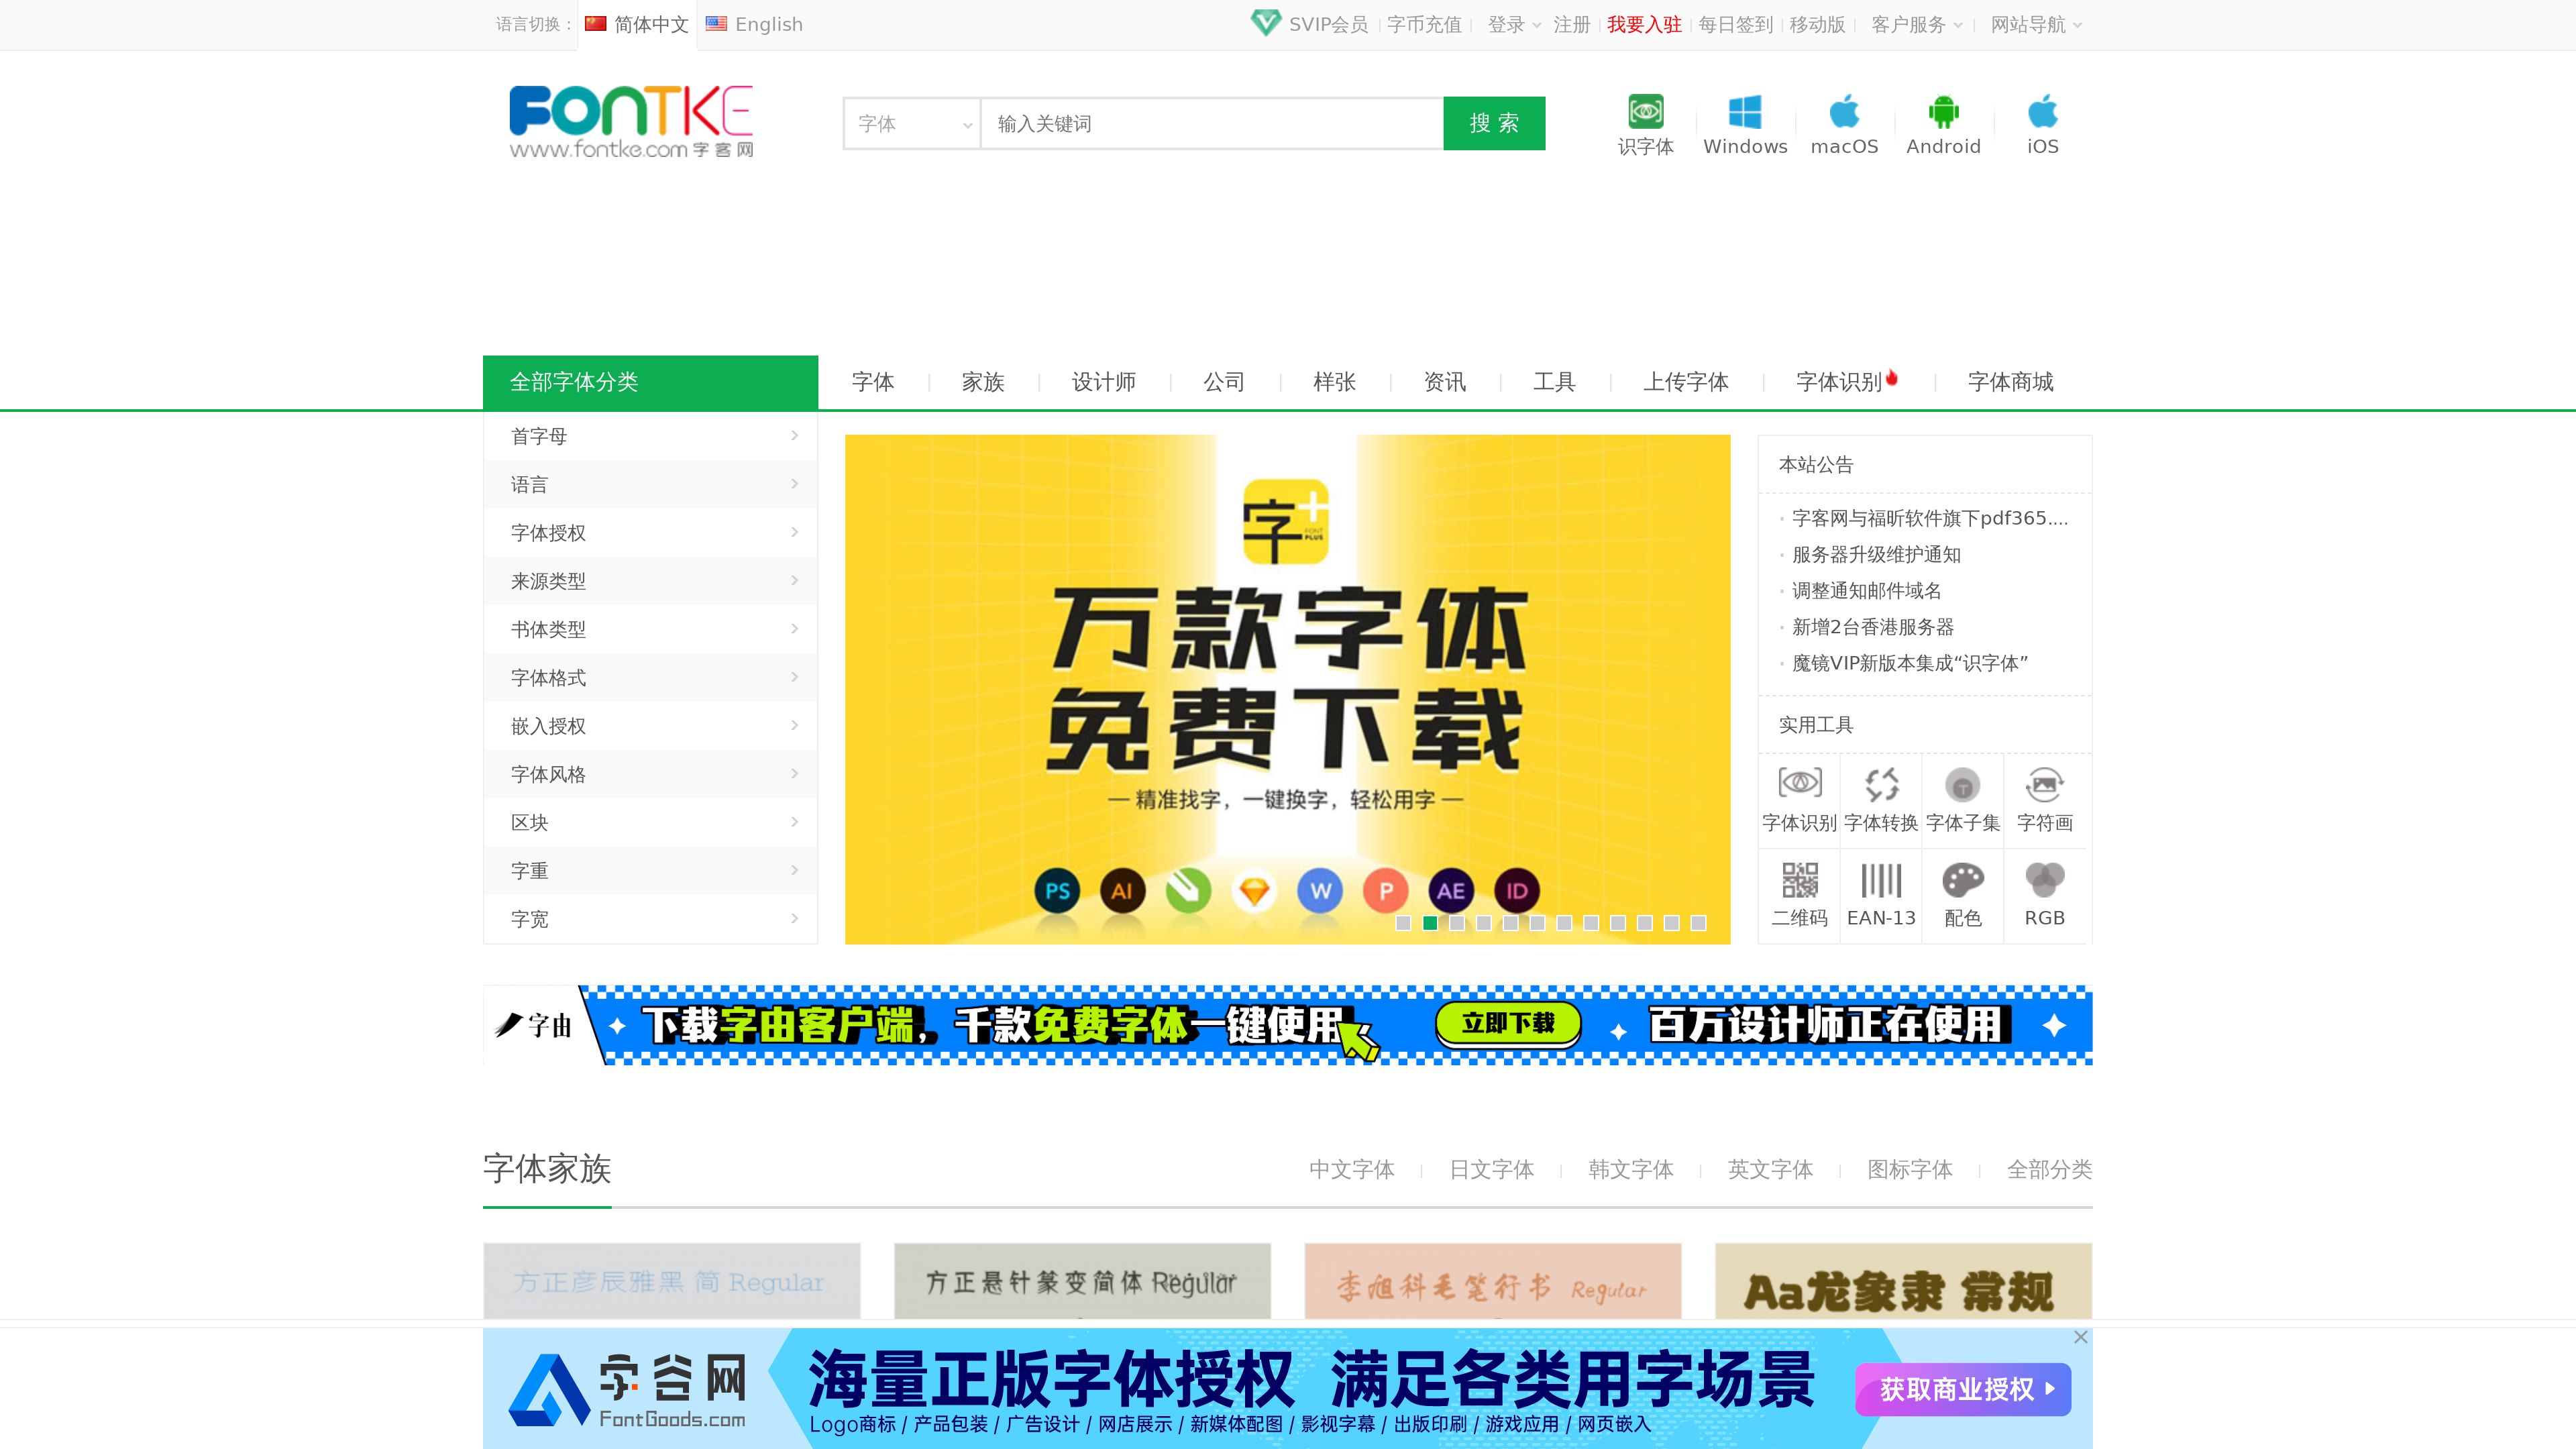 语言切换：
简体中文
English
SVIP会员
字币充值
登录
注册
我要入驻
每日签到
移动版
客户服务
网站导航
FONTKE
www.fontke.com 字客网
字体
输入关键词
搜 索
识字体
Windows
macOS
Android
iOS
全部字体分类
字体
家族
设计师
公司
样张
资讯
工具
上传字体
字体识别
字体商城
首字母
语言
字体授权
来源类型
书体类型
字体格式
嵌入授权
字体风格
区块
字重
字宽
字
FONT
PLUS
万款字体
免费下载
— 精准找字，一键换字，轻松用字 —
PS
AI
W
P
AE
ID
本站公告
字客网与福昕软件旗下pdf365....
服务器升级维护通知
调整通知邮件域名
新增2台香港服务器
魔镜VIP新版本集成“识字体”
实用工具
字体识别
字体转换
字体子集
字符画
二维码
EAN-13
配色
RGB
字由
下载字由客户端，千款免费字体一键使用
立即下载
百万设计师正在使用
字体家族
中文字体
日文字体
韩文字体
英文字体
图标字体
全部分类
方正彦辰雅黑 简 Regular
方正悬针篆变简体 Regular
李旭科毛笔行书 Regular
Aa龙象隶 常规
字谷网
FontGoods.com
海量正版字体授权 满足各类用字场景
Logo商标 / 产品包装 / 广告设计 / 网店展示 / 新媒体配图 / 影视字幕 / 出版印刷 / 游戏应用 / 网页嵌入
获取商业授权